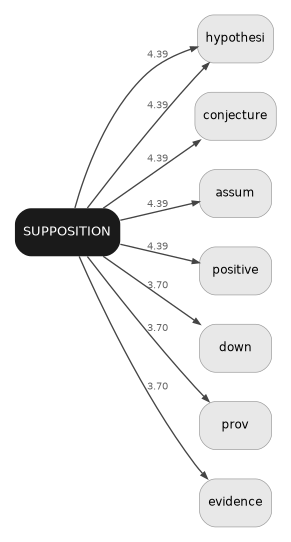 hypothesi
4.39
4.39
conjecture
4.39
assum
4.39
SUPPOSITION
4.39
positive
3.70
down
3.70
prov
3.70
evidence